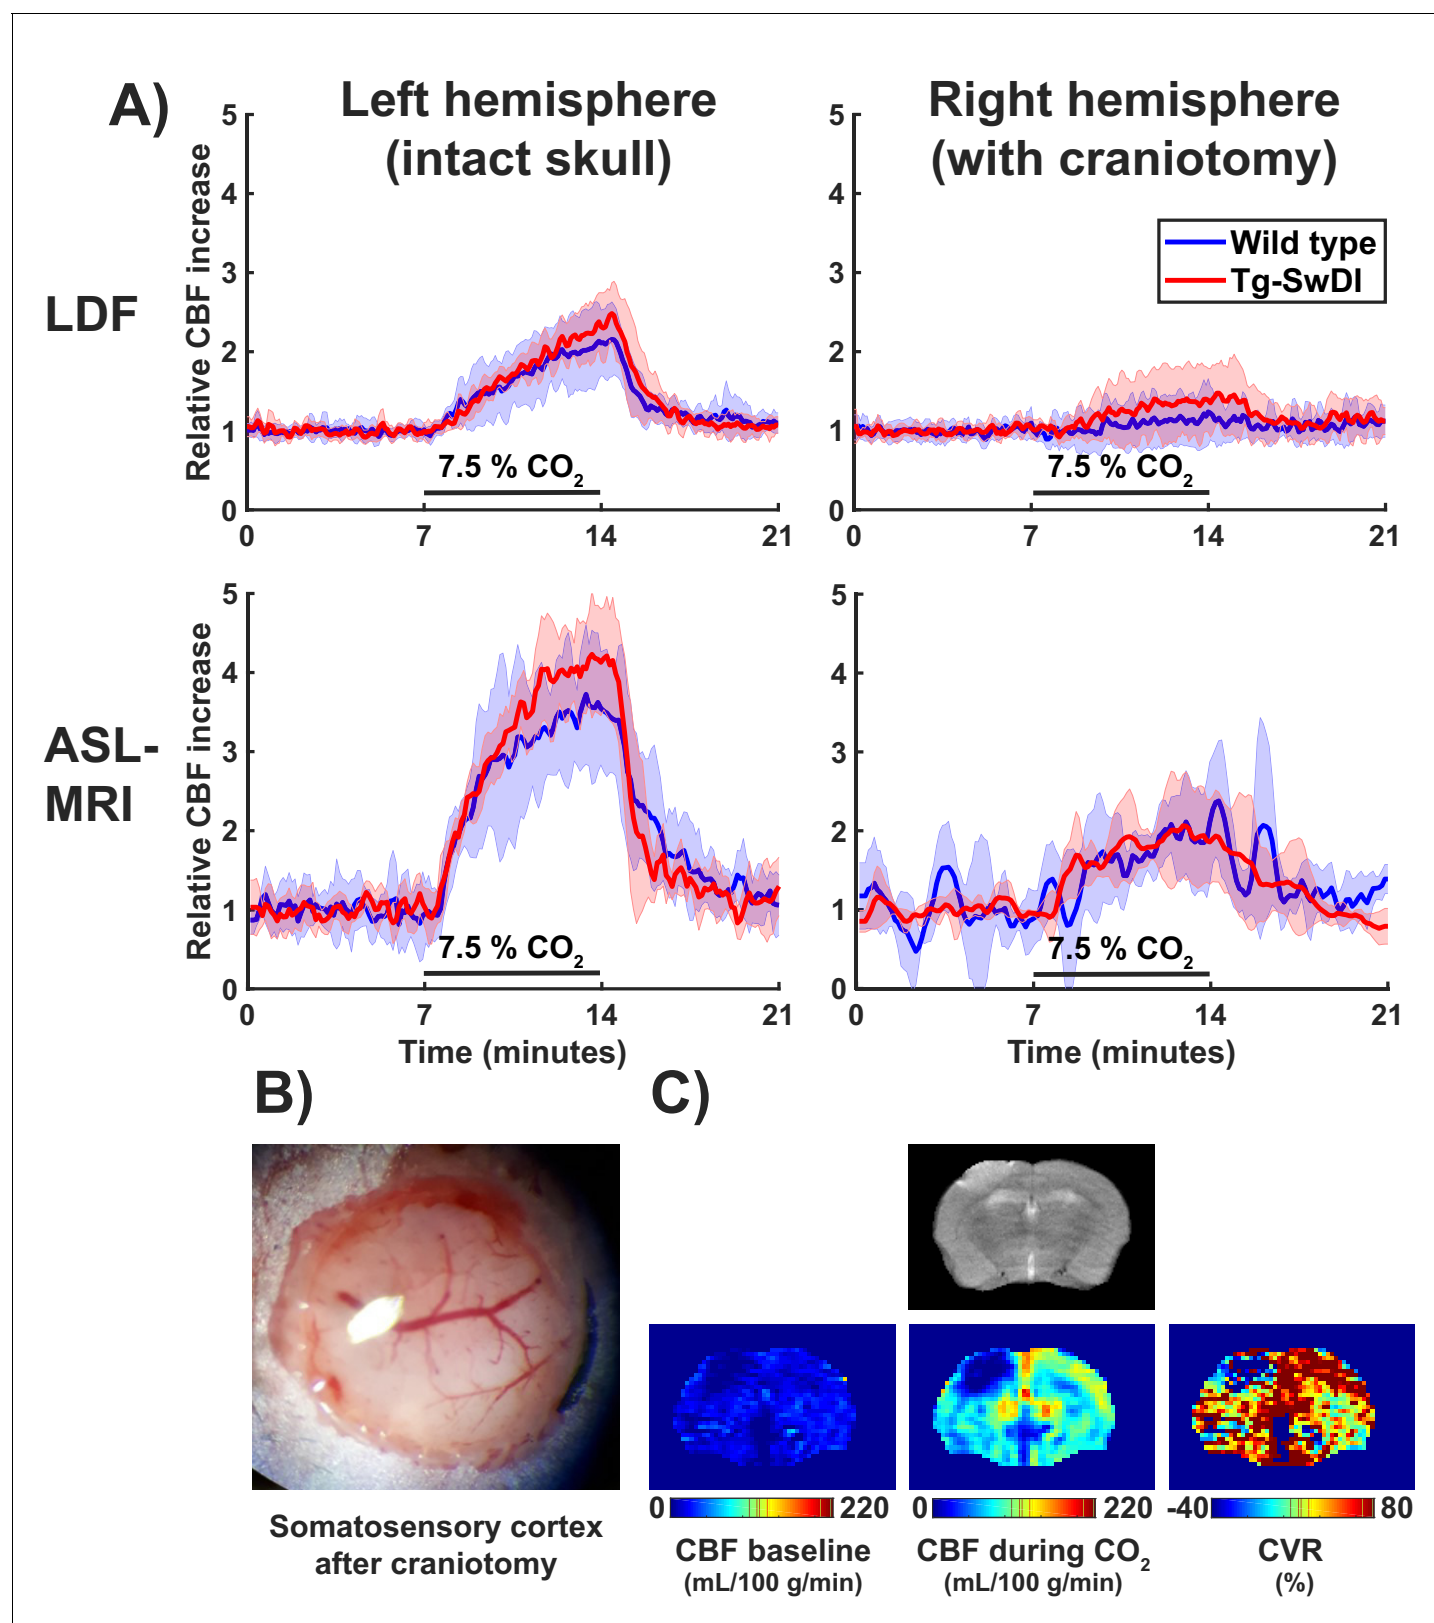 A)
Left hemisphere
(intact skull)
Right hemisphere
(with craniotomy)
LDF
Relative CBF increase
5
4
3
2
1
0
7.5 % CO2
0 7 14 21
5
4
3
2
1
0
Wild type
Tg-SwDI
7.5 % CO2
0 7 14 21
ASL-
MRI
Relative CBF increase
5
4
3
2
1
0
7.5 % CO2
0 7 14 21
Time (minutes)
5
4
3
2
1
0
7.5 % CO2
0 7 14 21
Time (minutes)
B)
Somatosensory cortex
after craniotomy
C)
0 220
CBF baseline
(mL/100 g/min)
0 220
CBF during CO2
(mL/100 g/min)
-40 80
CVR
(%)